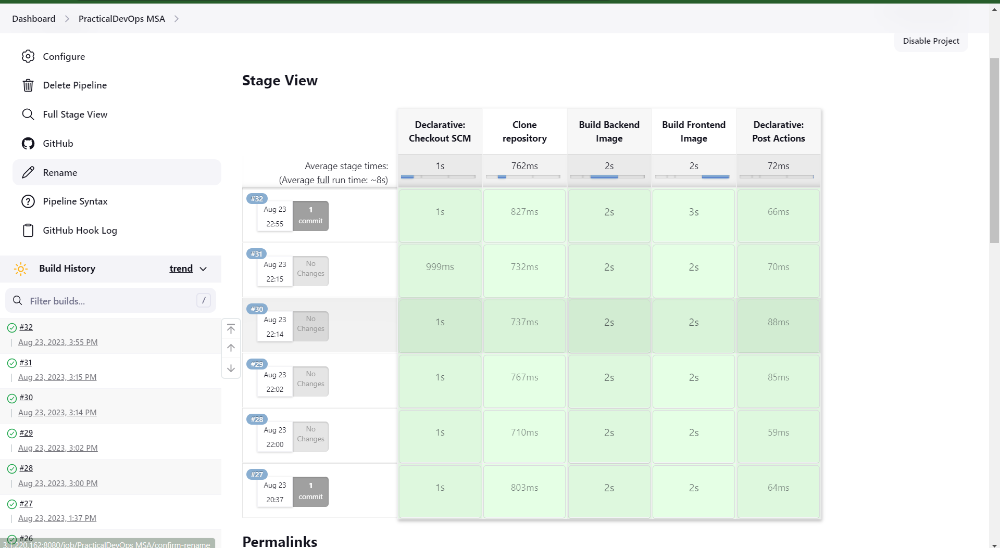 Dashboard
PracticalDevOps MSA
Disable Project
Configure
Delete Pipeline
Full Stage View
GitHub
Rename
Pipeline Syntax
GitHub Hook Log
Build History
trend
Filter builds...
/
#32
Aug 23, 2023, 3:55 PM
#31
Aug 23, 2023, 3:15 PM
#30
Aug 23, 2023, 3:14 PM
#29
Aug 23, 2023, 3:02 PM
#28
Aug 23, 2023, 3:00 PM
#27
Aug 23, 2023, 1:37 PM
#26
3.1.220.162:8080/job/PracticalDevOps MSA/confirm-rename
Stage View
Declarative:
Checkout SCM
Clone
repository
Build Backend
Image
Build Frontend
Image
Declarative:
Post Actions
Average stage times:
(Average full run time: ~8s)
1s
762ms
2s
2s
72ms
#32
Aug 23
22:55
1
commit
1s
827ms
2s
3s
66ms
#31
Aug 23
22:15
No
Changes
999ms
732ms
2s
2s
70ms
#30
Aug 23
22:14
No
Changes
1s
737ms
2s
2s
88ms
#29
Aug 23
22:02
No
Changes
1s
767ms
2s
2s
85ms
#28
Aug 23
22:00
No
Changes
1s
710ms
2s
2s
59ms
#27
Aug 23
20:37
1
commit
1s
803ms
2s
2s
64ms
Permalinks